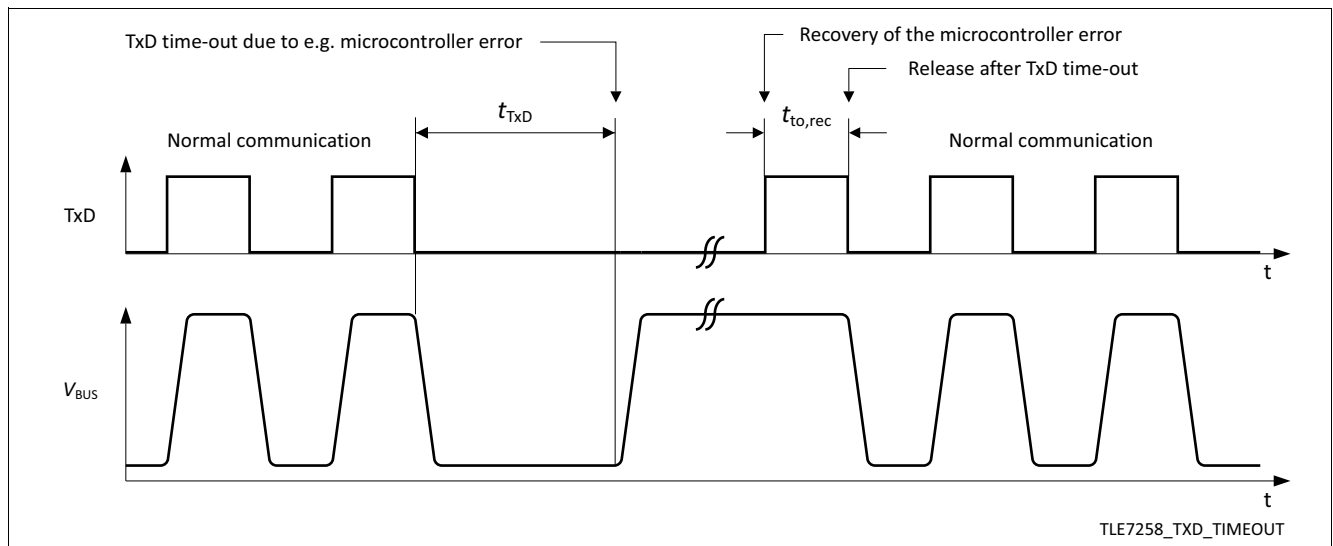 TxD time-out due to e.g. microcontroller error
Recovery of the microcontroller error
Release after TxD time-out
tTxD
tto,rec
Normal communication
Normal communication
TxD
t
VBUS
t
TLE7258_TXD_TIMEOUT